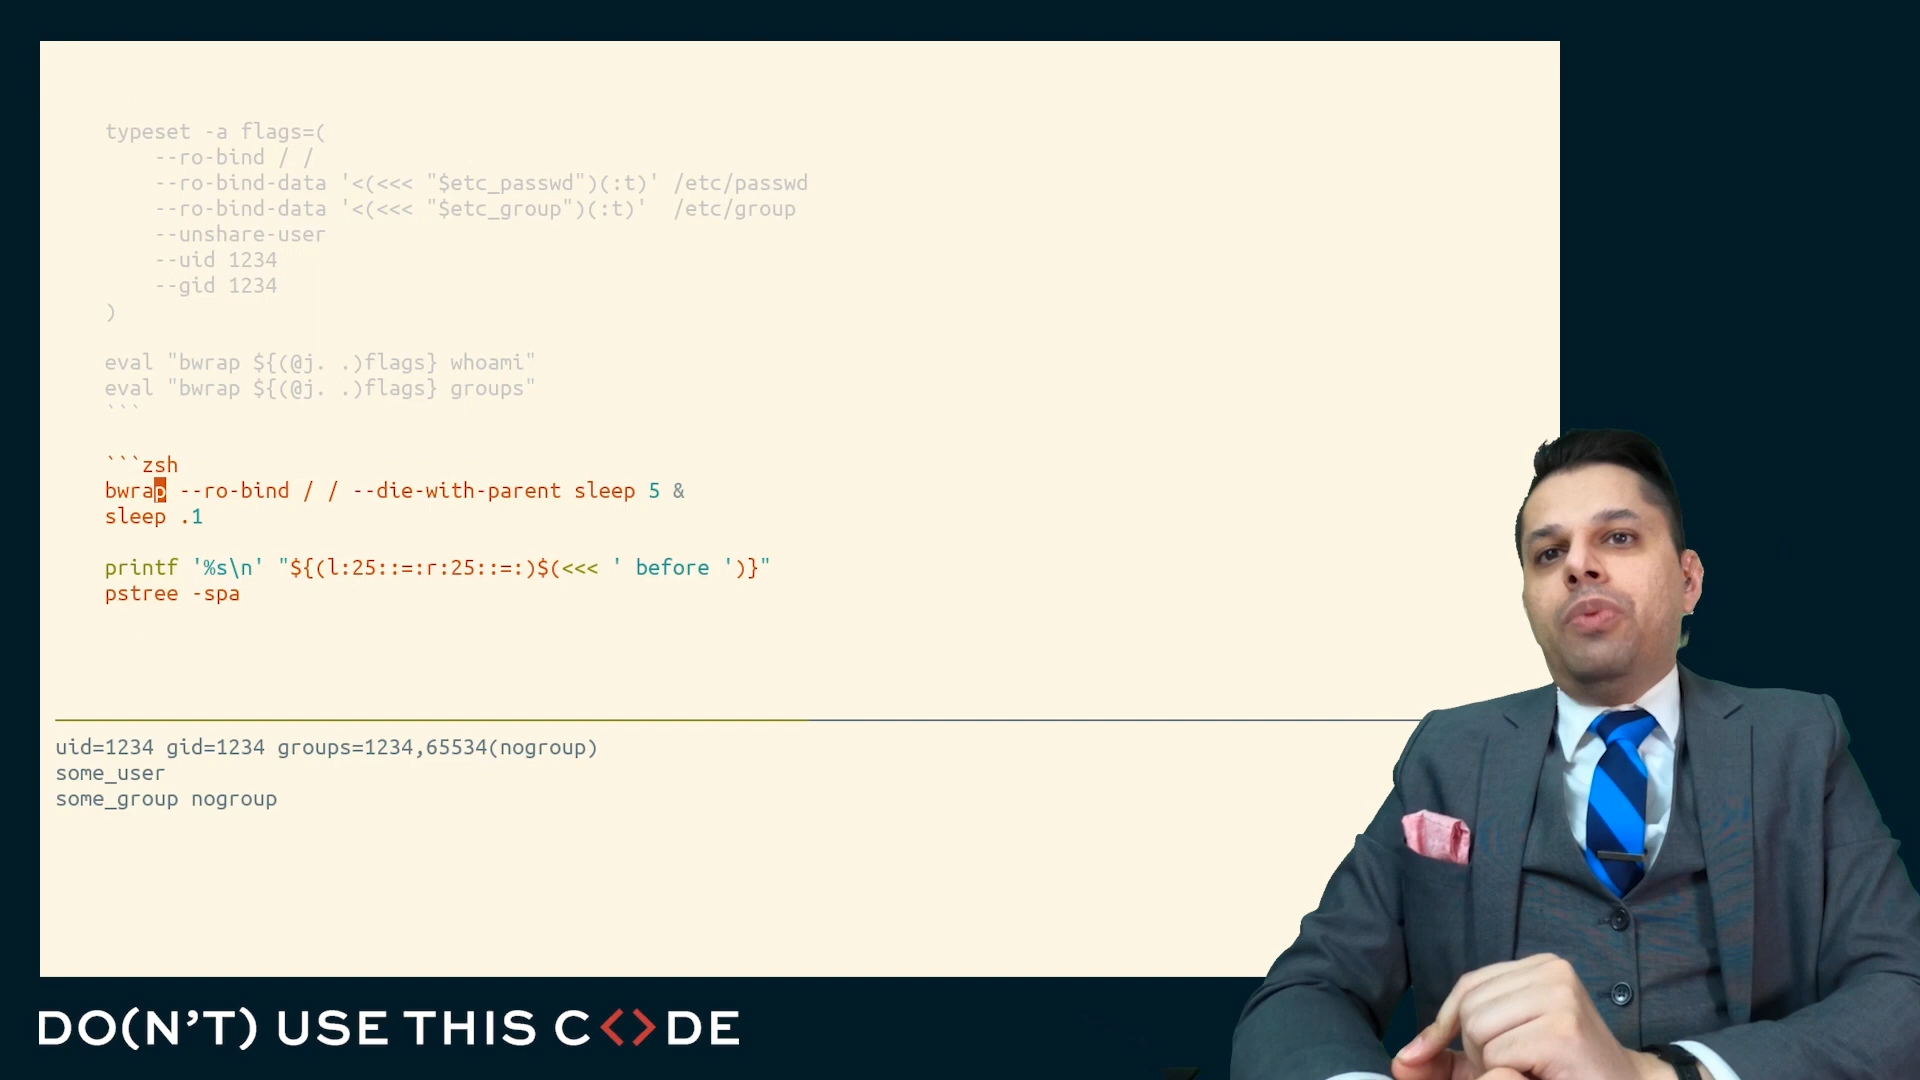 typeset -a flags=(
    --ro-bind / /
    --ro-bind-data '<(<<< "$etc_passwd")(:t)' /etc/passwd
    --ro-bind-data '<(<<< "$etc_group")(:t)'  /etc/group
    --unshare-user
    --uid 1234
    --gid 1234
)
eval "bwrap ${(@j. .)flags} whoami"
eval "bwrap ${(@j. .)flags} groups"
```
```zsh
bwrap --ro-bind / / --die-with-parent sleep 5 &
sleep .1
printf '%s\n' "${(l:25::=:r:25::=:)$(<<< ' before ')}"
pstree -spa
uid=1234 gid=1234 groups=1234,65534(nogroup)
some_user
some_group nogroup
DO(N'T) USE THIS C<>DE